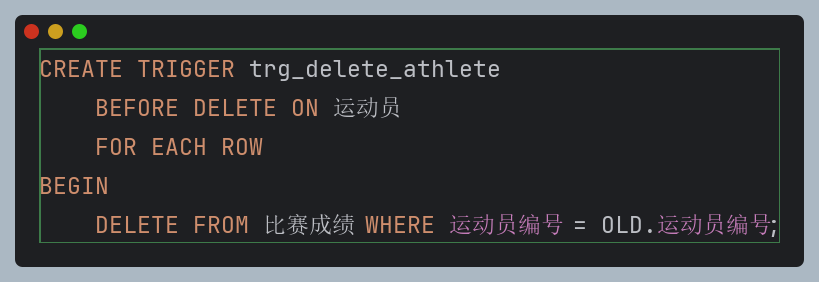 CREATE TRIGGER trg_delete_athlete
    BEFORE DELETE ON 运动员
    FOR EACH ROW
BEGIN
    DELETE FROM 比赛成绩 WHERE 运动员编号 = OLD.运动员编号;